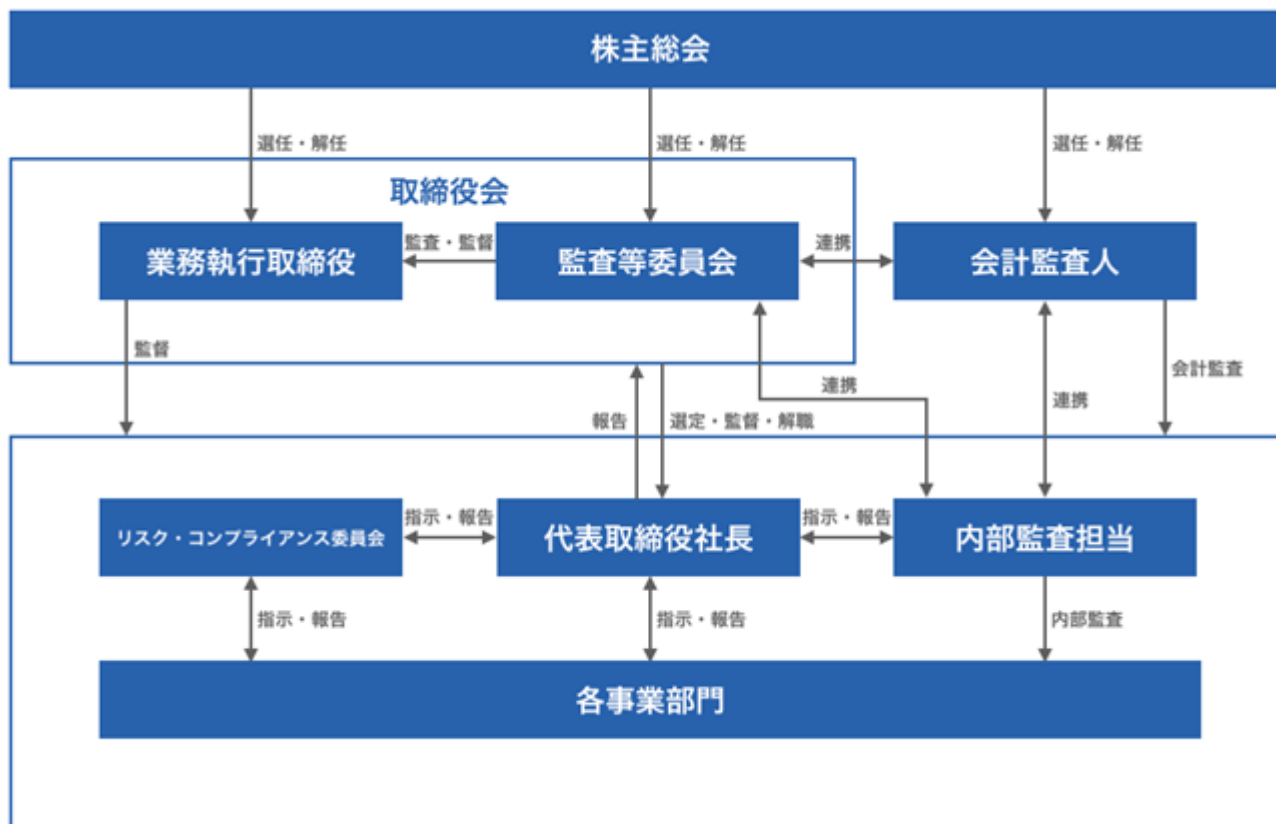 株主総会
選任・解任
選任・解任
選任・解任
取締役会
業務執行取締役
監査・監督
監査等委員会
連携
会計監査人
監督
会計監査
連携
連携
報告
選定・監督・解職
リスク・コンプライアンス委員会
指示・報告
代表取締役社長
指示・報告
内部監査担当
指示・報告
指示・報告
内部監査
各事業部門